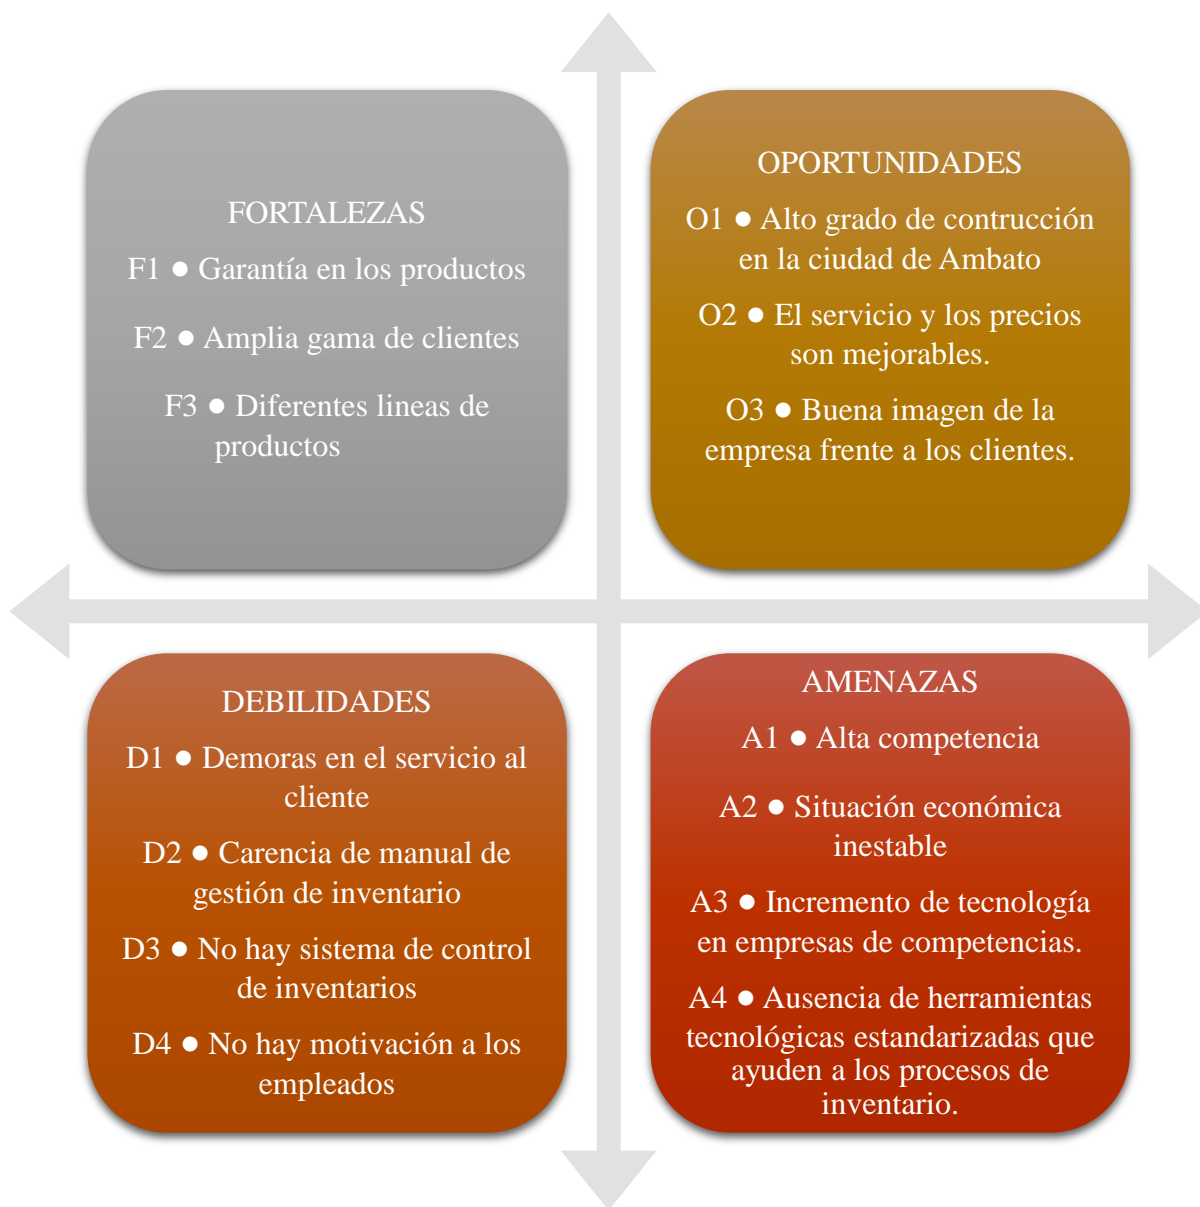 FORTALEZAS
F1 ● Garantía en los productos
F2 ● Amplia gama de clientes
F3 ● Diferentes lineas de
productos
OPORTUNIDADES
O1 ● Alto grado de contrucción
en la ciudad de Ambato
O2 ● El servicio y los precios
son mejorables.
O3 ● Buena imagen de la
empresa frente a los clientes.
DEBILIDADES
D1 ● Demoras en el servicio al
cliente
D2 ● Carencia de manual de
gestión de inventario
D3 ● No hay sistema de control
de inventarios
D4 ● No hay motivación a los
empleados
AMENAZAS
A1 ● Alta competencia
A2 ● Situación económica
inestable
A3 ● Incremento de tecnología
en empresas de competencias.
A4 ● Ausencia de herramientas
tecnológicas estandarizadas que
ayuden a los procesos de
inventario.